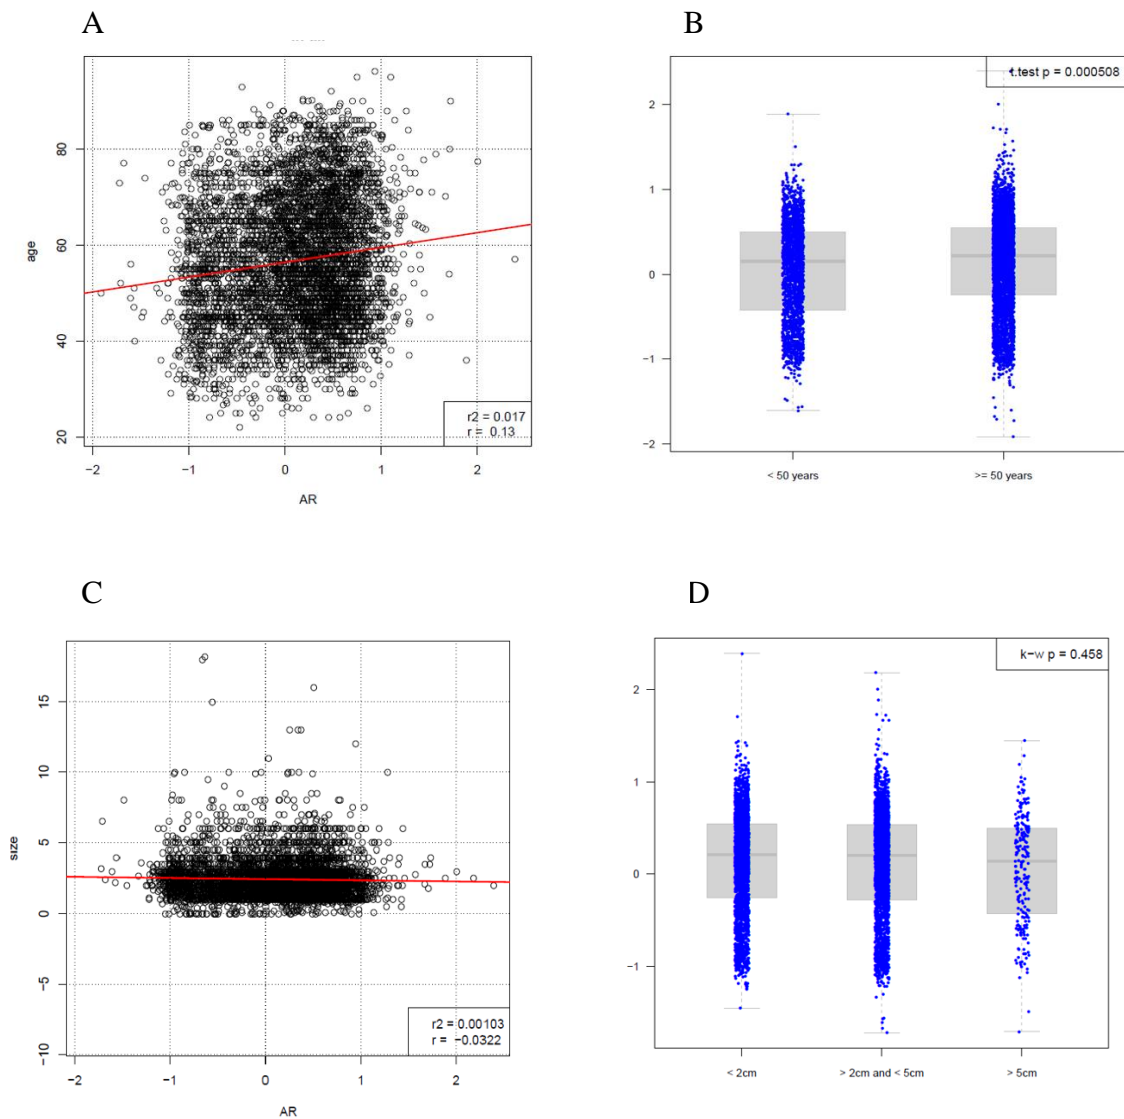 A
B
80
60
40
20
age
−2
−1
0
1
2
AR
r2 = 0.017
r = 0.13
2
1
0
−1
−2
t.test p = 0.000508
< 50 years
>= 50 years
C
D
15
10
5
0
−5
−10
size
−2
−1
0
1
2
AR
r2 = 0.00103
r = −0.0322
2
1
0
−1
k−w p = 0.458
< 2cm
> 2cm and < 5cm
> 5cm